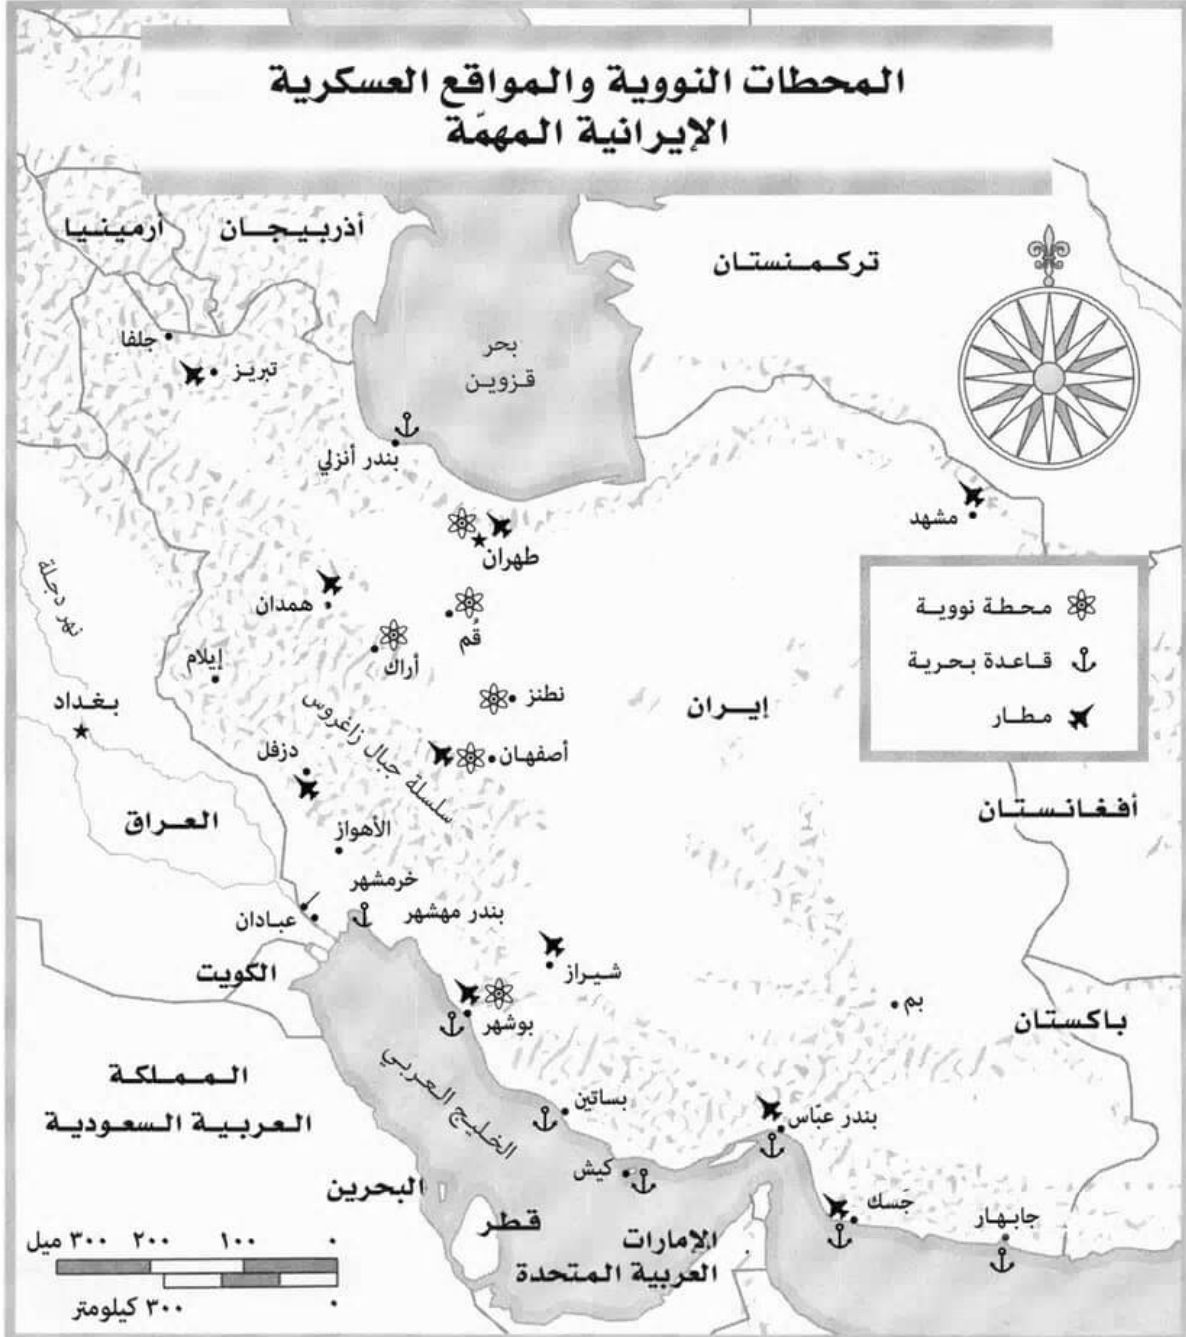 المحطات النووية والمواقع العسكرية
الإيرانية المهمّة
أرمينيا
أذربيجان
تركمنستان
جلفا
تبريز
بحر
قزوين
بندر أنزلي
مشهد
طهران
همدان
قُم
أراك
إيلام
نهر دجلة
بغداد
نطنز
أصفهان
إيران
سلسلة جبال زاغروس
دزفل
العراق
الأهواز
خرمشهر
بندر مهشهر
عبادان
الكويت
شيراز
بوشهر
بم
أفغانستان
باكستان
محطة نووية
قاعدة بحرية
مطار
المملكة
العربية السعودية
الخليج العربي
بساتين
بندر عبّاس
كيش
جَسك
جابهار
البحرين
قطر
الإمارات
العربية المتحدة
٠ ١٠٠ ٢٠٠ ٣٠٠ ميل
٠ ٣٠٠ كيلومتر